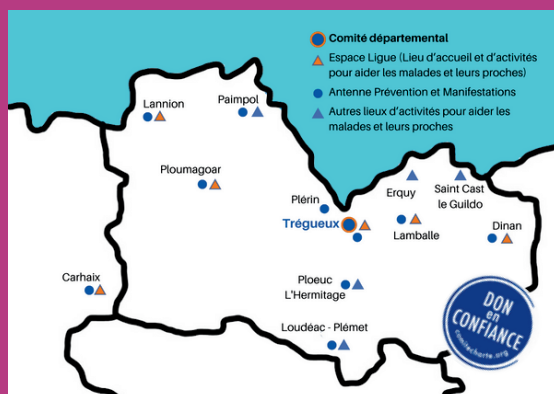 Comité départemental
Espace Ligue (Lieu d'accueil et d'activités
pour aider les malades et leurs proches)
Antenne Prévention et Manifestations
Autres lieux d'activités pour aider les
malades et leurs proches
Lannion
Paimpol
Ploumagoar
Plérin
Trégueux
Erquy
Saint Cast
le Guildo
Lamballe
Dinan
Carhaix
Ploeuc
L'Hermitage
Loudéac - Plémet
DON
en
CONFIANCE
comitecharte.org